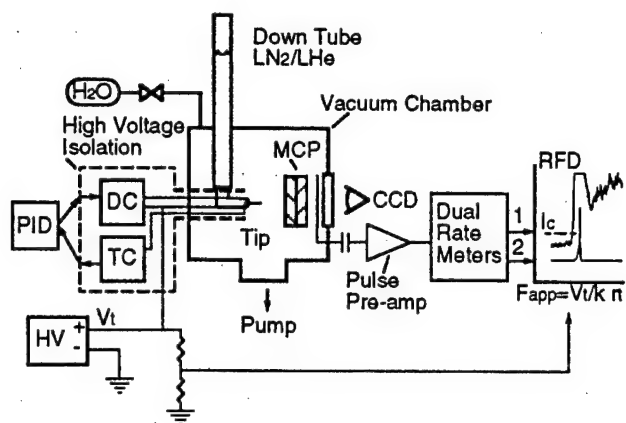 Down Tube
LN2/LHe
H2O
Vacuum Chamber
High Voltage
Isolation
MCP
RFD
DC
CCD
Dual
Rate
Meters
1
Ic
PID
TC
Tip
2
Pulse
Pre-amp
Fapp=Vt/k rt
Pump
Vt
HV
+
-